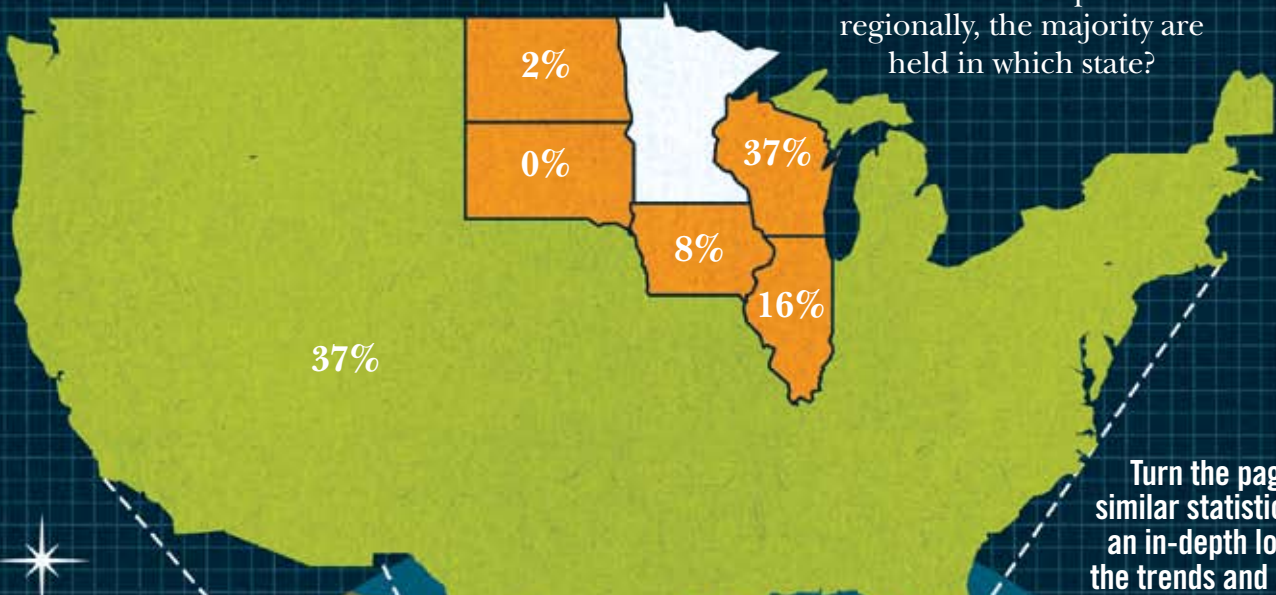 regionally, the majority are
held in which state?
2%
0%
37%
8%
16%
37%
Turn the pag
similar statistic
an in-depth lo
the trends and